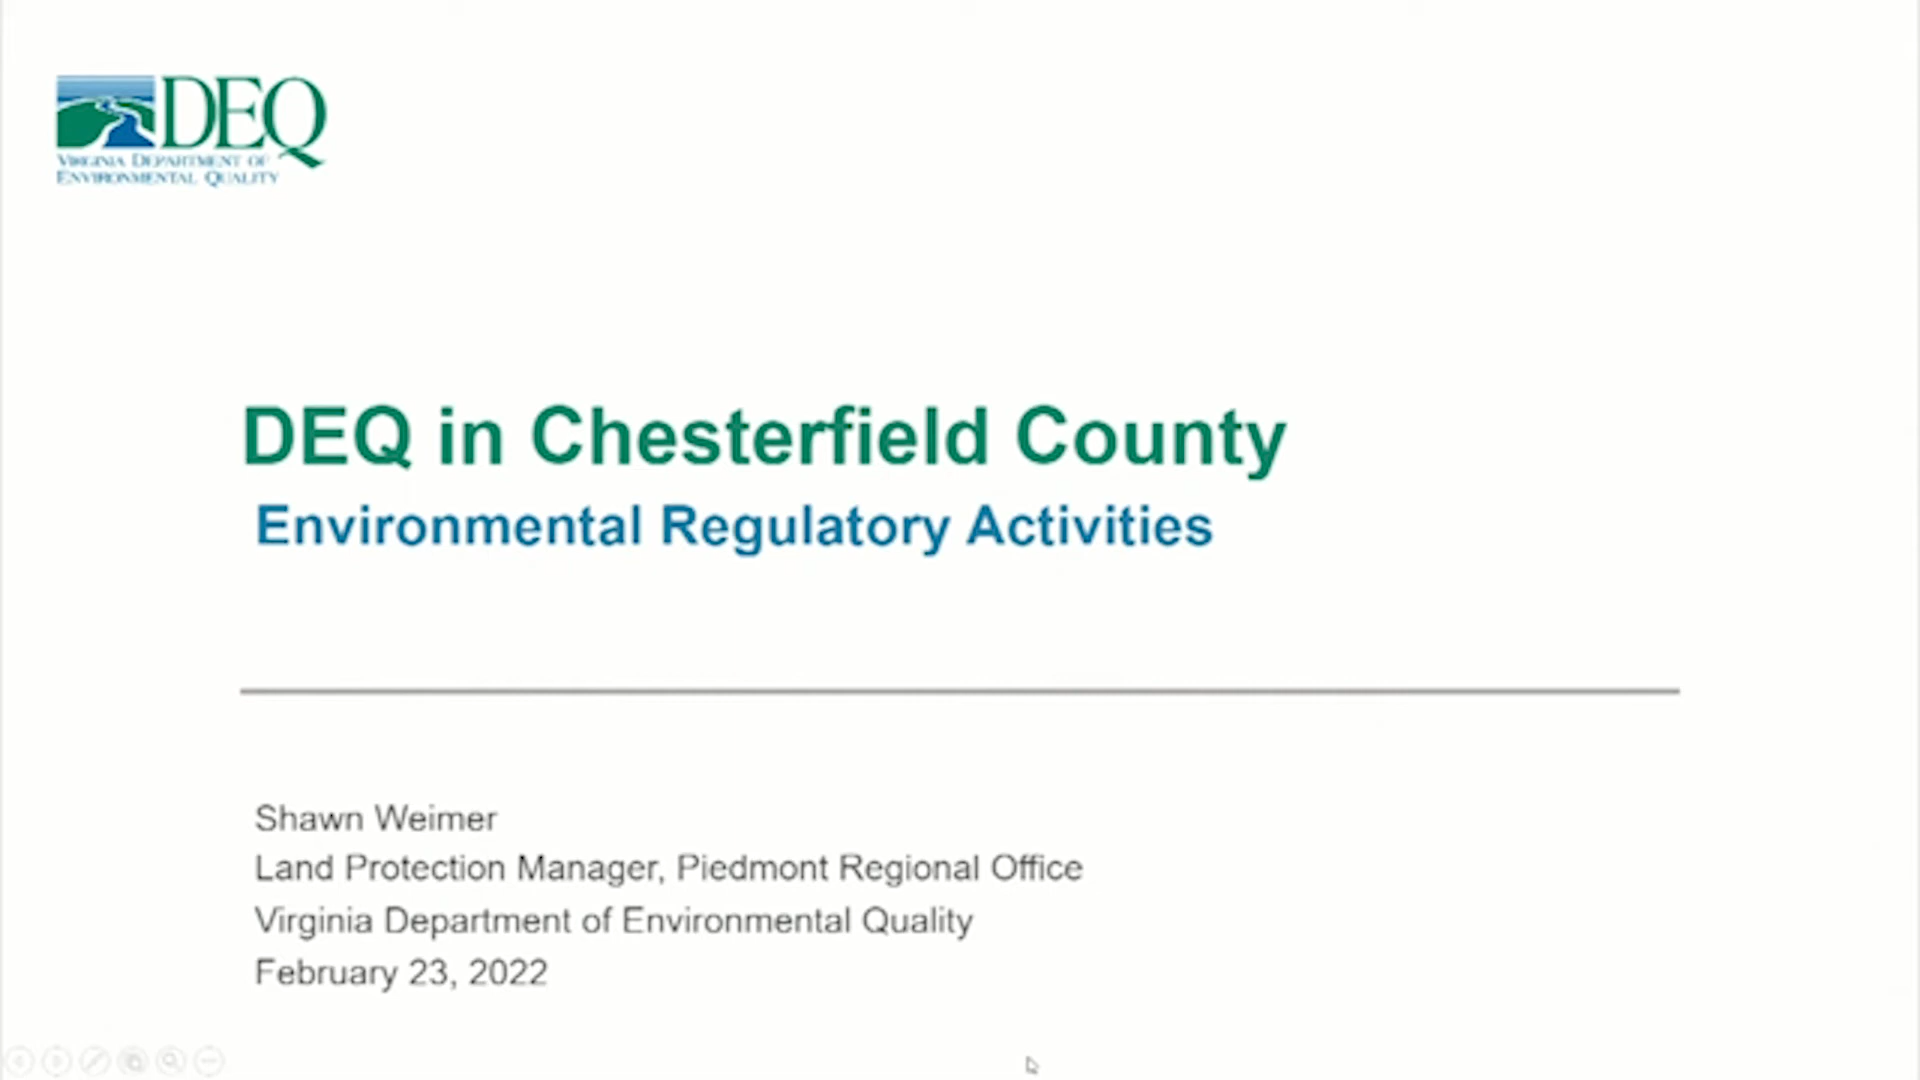 DEQ
VIRGINIA DEPARTMENT OF
ENVIRONMENTAL QUALITY
DEQ in Chesterfield County
Environmental Regulatory Activities
Shawn Weimer
Land Protection Manager, Piedmont Regional Office
Virginia Department of Environmental Quality
February 23, 2022